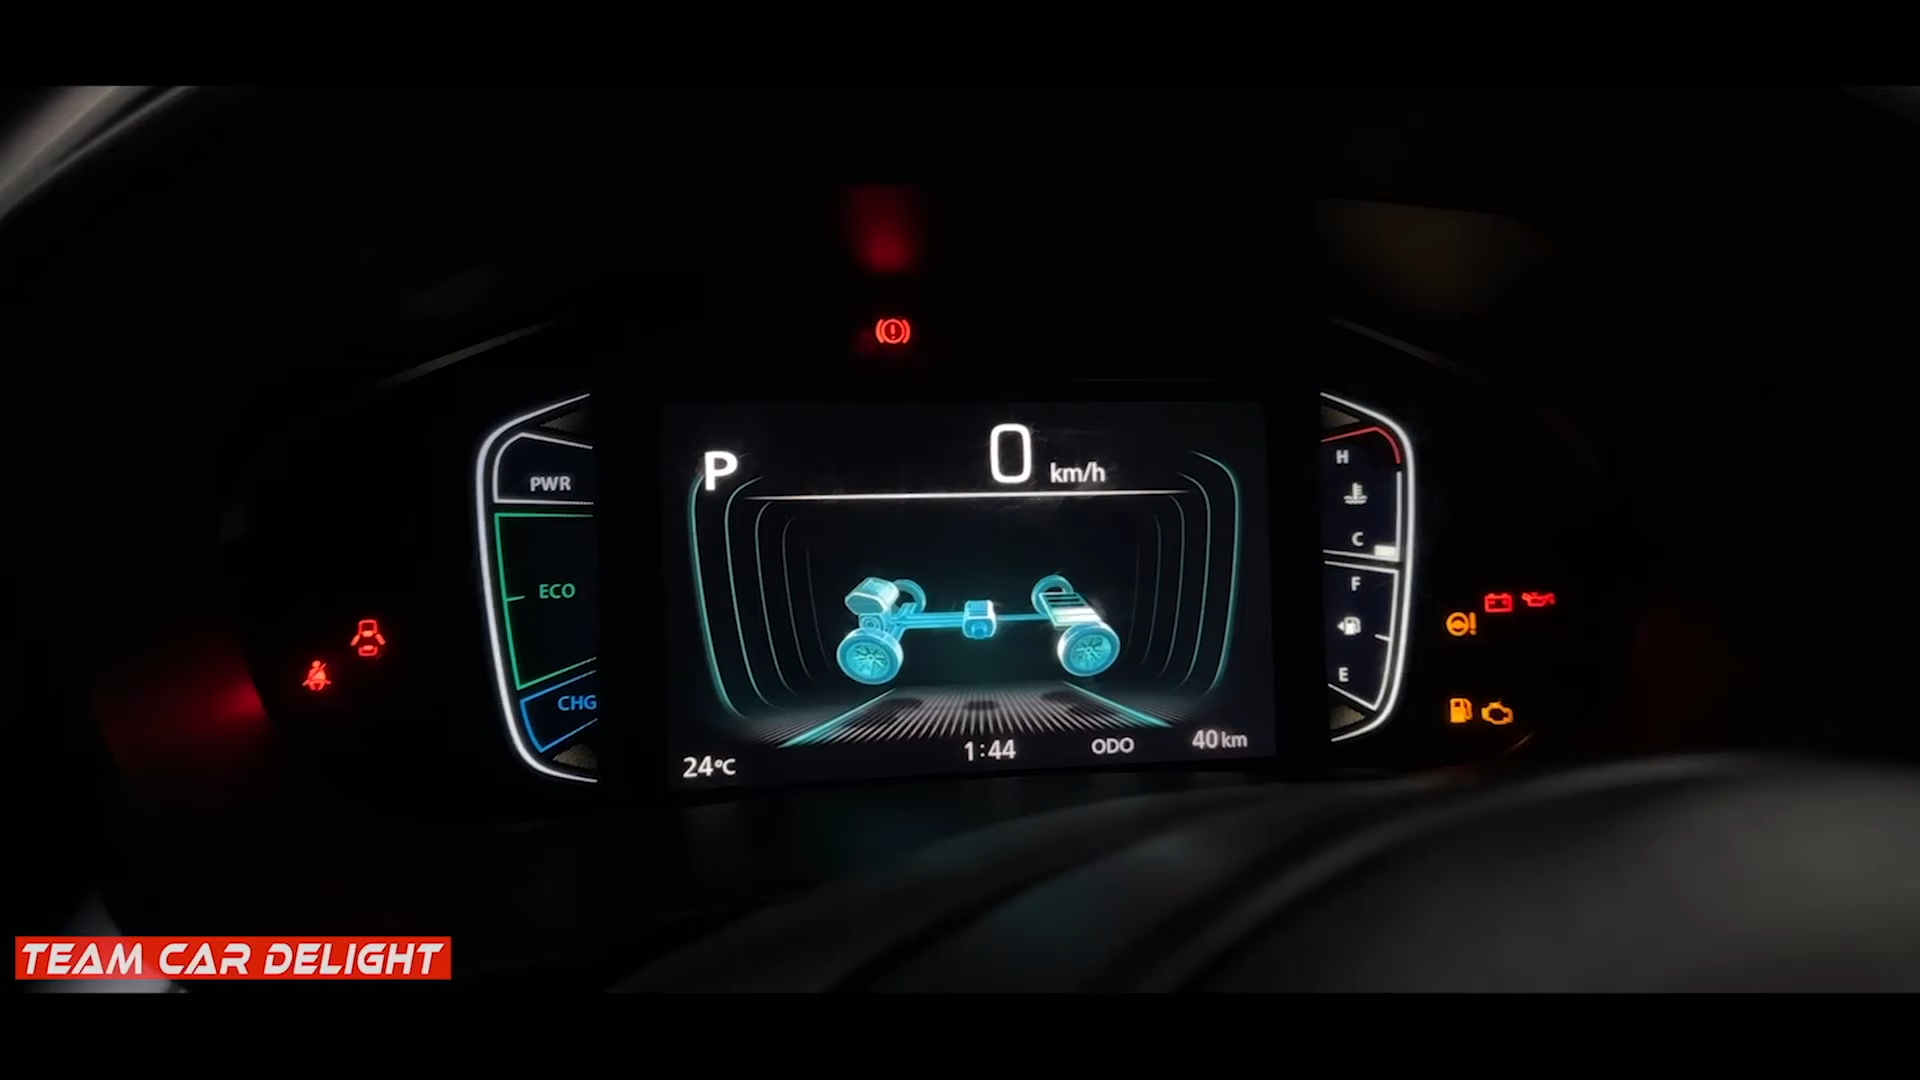 P
0 km/h
PWR
ECO
CHG
H
C
F
E
24°C
1:44
ODO
40 km
TEAM CAR DELIGHT